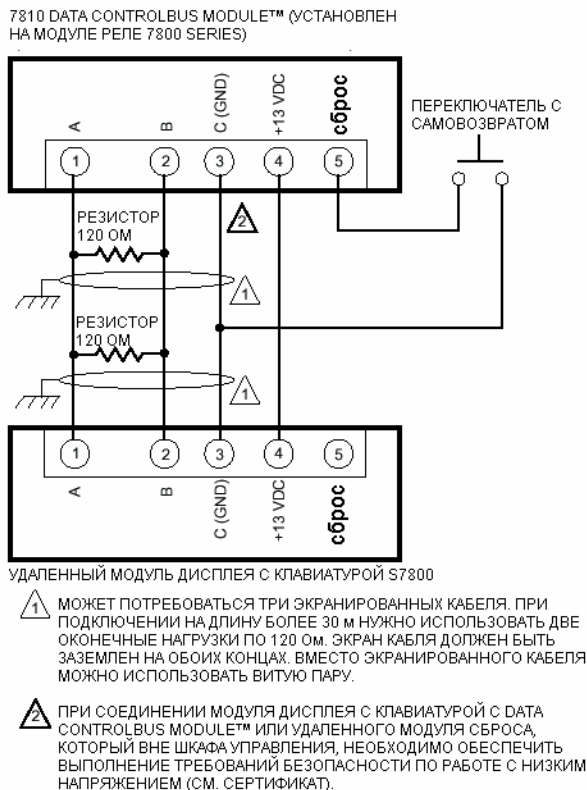 7810 DATA CONTROLBUS MODULE™ (УСТАНОВЛЕН
НА МОДУЛЕ РЕЛЕ 7800 SERIES)
A
B
C (GND)
+13 VDC
сброс
1
2
3
4
5
ПЕРЕКЛЮЧАТЕЛЬ С
САМОВОЗВРАТОМ
РЕЗИСТОР
120 ОМ
2
1
РЕЗИСТОР
120 ОМ
1
1
2
3
4
5
A
B
C (GND)
+13 VDC
сброс
УДАЛЕННЫЙ МОДУЛЬ ДИСПЛЕЯ С КЛАВИАТУРОЙ S7800
1 МОЖЕТ ПОТРЕБОВАТЬСЯ ТРИ ЭКРАНИРОВАННЫХ КАБЕЛЯ. ПРИ
ПОДКЛЮЧЕНИИ НА ДЛИНУ БОЛЕЕ 30 м НУЖНО ИСПОЛЬЗОВАТЬ ДВЕ
ОКОНЕЧНЫЕ НАГРУЗКИ ПО 120 Ом. ЭКРАН КАБЛЯ ДОЛЖЕН БЫТЬ
ЗАЗЕМЛЕН НА ОБОИХ КОНЦАХ. ВМЕСТО ЭКРАНИРОВАННОГО КАБЕЛЯ
МОЖНО ИСПОЛЬЗОВАТЬ ВИТУЮ ПАРУ.
2 ПРИ СОЕДИНЕНИИ МОДУЛЯ ДИСПЛЕЯ С КЛАВИАТУРОЙ С DATA
CONTROLBUS MODULE™ ИЛИ УДАЛЕННОГО МОДУЛЯ СБРОСА,
КОТОРЫЙ ВНЕ ШКАФА УПРАВЛЕНИЯ, НЕОБХОДИМО ОБЕСПЕЧИТЬ
ВЫПОЛНЕНИЕ ТРЕБОВАНИЙ БЕЗОПАСНОСТИ ПО РАБОТЕ С НИЗКИМ
НАПРЯЖЕНИЕМ (СМ. СЕРТИФИКАТ).